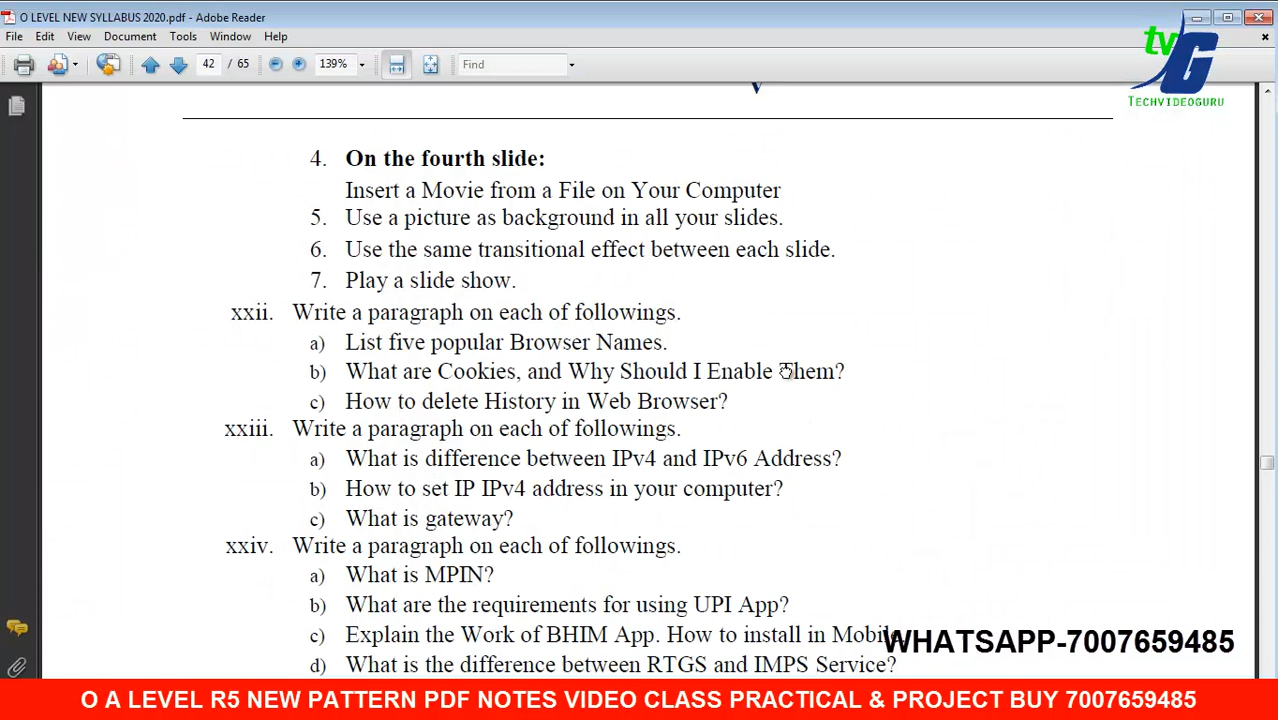 O LEVEL NEW SYLLABUS 2020.pdf - Adobe Reader
File Edit View Document Tools Window Help
42 / 65 139% Find
tv G
TECHVIDEOGURU
4. On the fourth slide:
Insert a Movie from a File on Your Computer
5. Use a picture as background in all your slides.
6. Use the same transitional effect between each slide.
7. Play a slide show.
xxii. Write a paragraph on each of followings.
a) List five popular Browser Names.
b) What are Cookies, and Why Should I Enable Them?
c) How to delete History in Web Browser?
xxiii. Write a paragraph on each of followings.
a) What is difference between IPv4 and IPv6 Address?
b) How to set IP IPv4 address in your computer?
c) What is gateway?
xxiv. Write a paragraph on each of followings.
a) What is MPIN?
b) What are the requirements for using UPI App?
c) Explain the Work of BHIM App. How to install in Mobile.
WHATSAPP-7007659485
d) What is the difference between RTGS and IMPS Service?
O A LEVEL R5 NEW PATTERN PDF NOTES VIDEO CLASS PRACTICAL & PROJECT BUY 7007659485